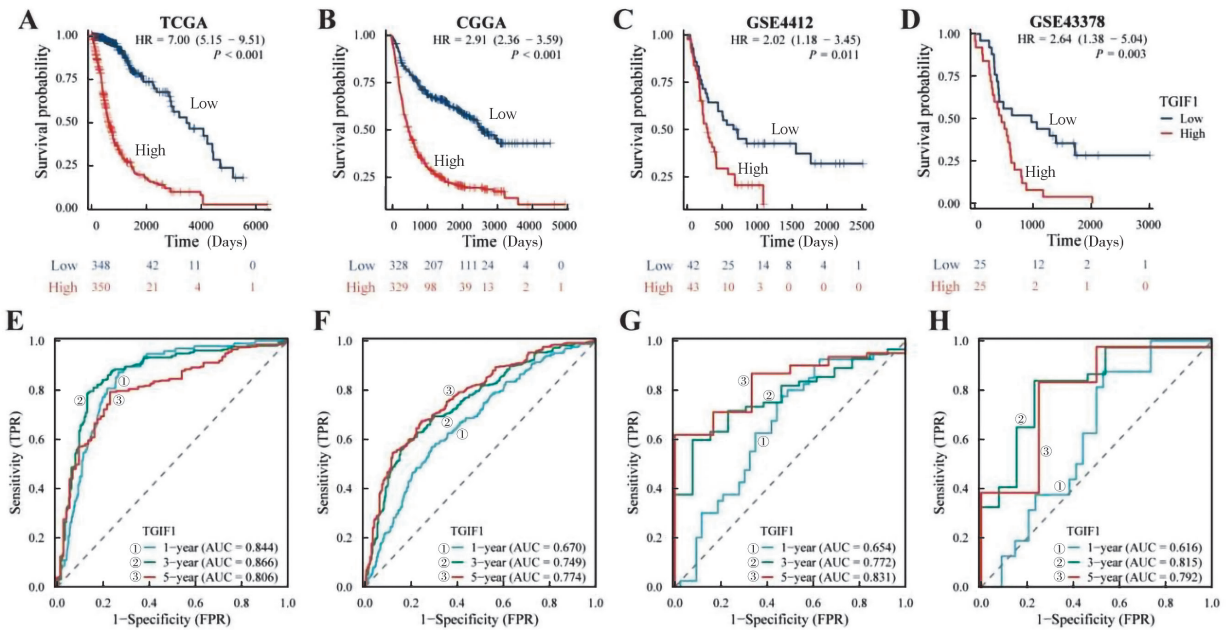 A
TCGA
HR = 7.00 (5.15 − 9.51)
P < 0.001
Survival probability
1.00
0.75
0.50
0.25
0.00
Low
High
0 2000 4000 6000
Time (Days)
Low 348 42 11 0
High 350 21 4 1
B
CGGA
HR = 2.91 (2.36 − 3.59)
P < 0.001
Survival probability
1.00
0.75
0.50
0.25
Low
High
0 1000 2000 3000 4000 5000
Time (Days)
Low 328 207 111 24 4 0
High 329 98 39 13 2 1
C
GSE4412
HR = 2.02 (1.18 − 3.45)
P = 0.011
Survival probability
1.00
0.75
0.50
0.25
Low
High
0 500 1000 1500 2000 2500
Time (Days)
Low 42 25 14 8 4 1
High 43 10 3 0 0 0
D
GSE43378
HR = 2.64 (1.38 − 5.04)
P = 0.003
Survival probability
1.00
0.75
0.50
0.25
0.00
Low
High
0 1000 2000 3000
Time (Days)
Low 25 12 2 1
High 25 2 1 0
TGIF1
Low
High
E
Sensitivity (TPR)
1.0
0.8
0.6
0.4
0.2
0.0
①
②
③
TGIF1
① 1−year (AUC = 0.844)
② 3−year (AUC = 0.866)
③ 5−year (AUC = 0.806)
0.0 0.2 0.4 0.6 0.8 1.0
1−Specificity (FPR)
F
Sensitivity (TPR)
1.0
0.8
0.6
0.4
0.2
0.0
③
②
①
TGIF1
① 1−year (AUC = 0.670)
② 3−year (AUC = 0.749)
③ 5−year (AUC = 0.774)
0.0 0.2 0.4 0.6 0.8 1.0
1−Specificity (FPR)
G
Sensitivity (TPR)
1.0
0.8
0.6
0.4
0.2
0.0
③
②
①
TGIF1
① 1−year (AUC = 0.654)
② 3−year (AUC = 0.772)
③ 5−year (AUC = 0.831)
0.0 0.2 0.4 0.6 0.8 1.0
1−Specificity (FPR)
H
Sensitivity (TPR)
1.0
0.8
0.6
0.4
0.2
0.0
②
③
①
TGIF1
① 1−year (AUC = 0.616)
② 3−year (AUC = 0.815)
③ 5−year (AUC = 0.792)
0.0 0.2 0.4 0.6 0.8 1.0
1−Specificity (FPR)